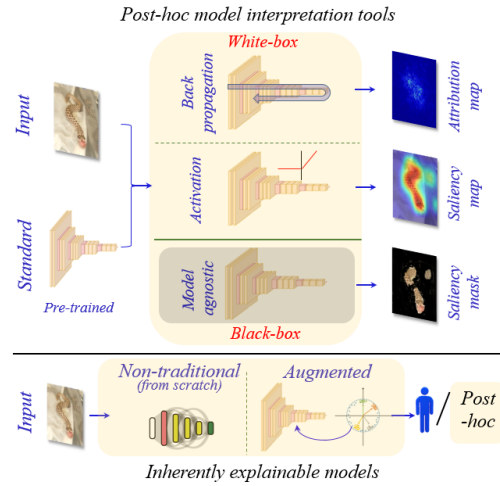 Post-hoc model interpretation tools
White-box
Input
Back
propagation
Attribution
map
Activation
Saliency
map
Standard
Pre-trained
Model
agnostic
Saliency
mask
Black-box
Input
Non-traditional
(from scratch)
Augmented
/
Post
-hoc
Inherently explainable models